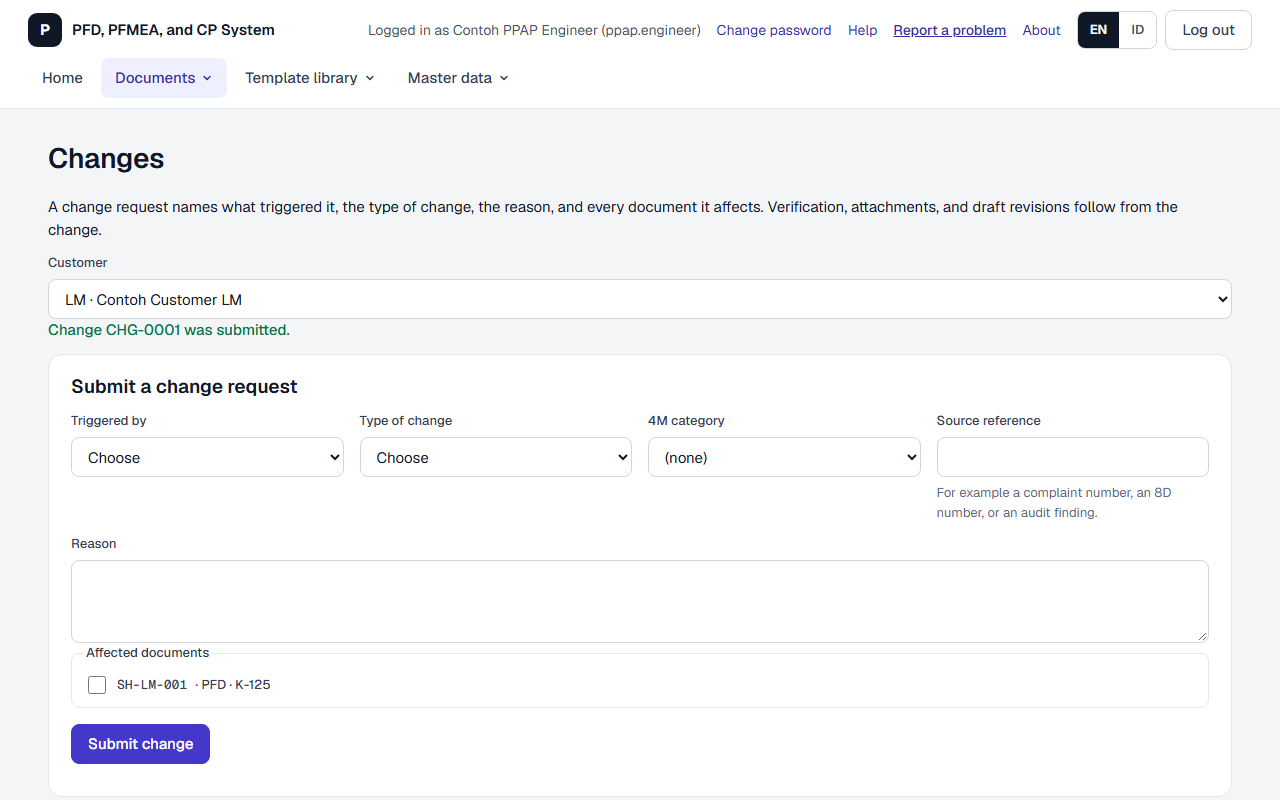 P
PFD, PFMEA, and CP System
Logged in as Contoh PPAP Engineer (ppap.engineer)
Change password
Help
Report a problem
About
EN
ID
Log out
Home
Documents
Template library
Master data
Changes
A change request names what triggered it, the type of change, the reason, and every document it affects. Verification, attachments, and draft revisions follow from the
change.
Customer
LM · Contoh Customer LM
Change CHG-0001 was submitted.
Submit a change request
Triggered by
Type of change
4M category
Source reference
Choose
Choose
(none)
For example a complaint number, an 8D
number, or an audit finding.
Reason
Affected documents
SH-LM-001 · PFD · K-125
Submit change